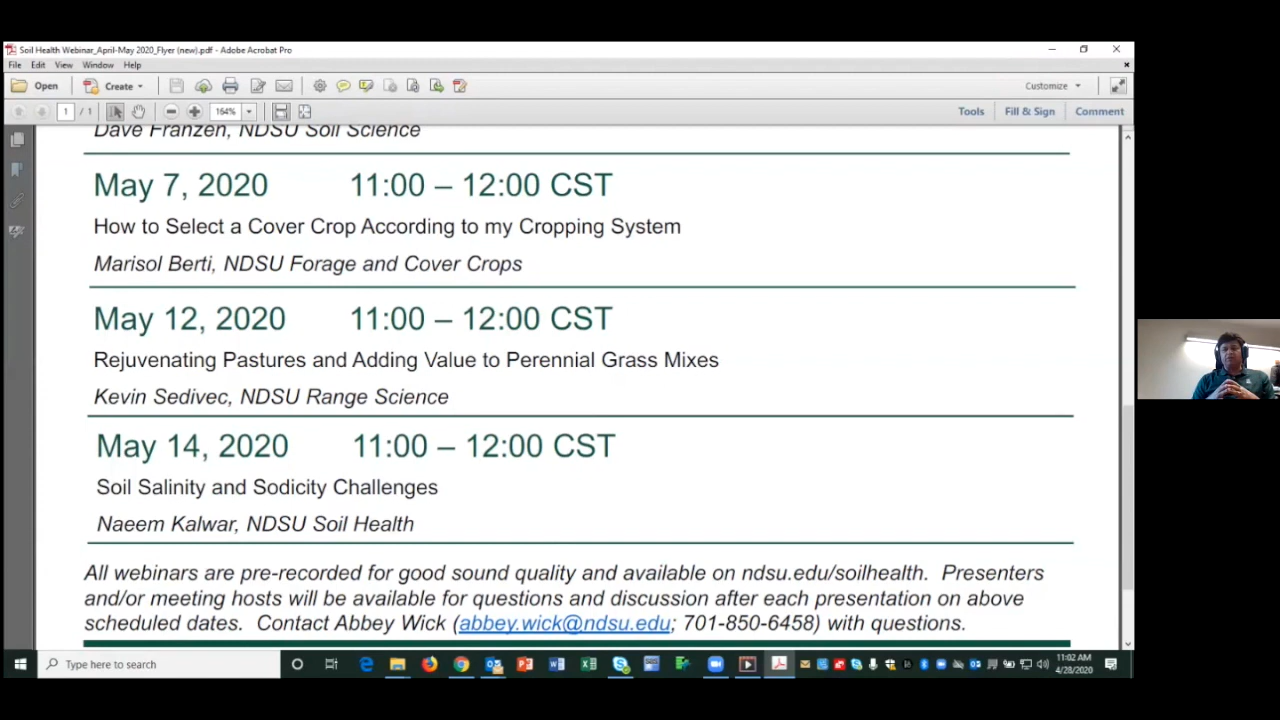 Soil Health Webinar_April-May 2020_Flyer (new).pdf - Adobe Acrobat Pro
File Edit View Window Help
Open Create Customize
1 / 1 164% Tools Fill & Sign Comment
Dave Franzen, NDSU Soil Science
May 7, 2020 11:00 – 12:00 CST
How to Select a Cover Crop According to my Cropping System
Marisol Berti, NDSU Forage and Cover Crops
May 12, 2020 11:00 – 12:00 CST
Rejuvenating Pastures and Adding Value to Perennial Grass Mixes
Kevin Sedivec, NDSU Range Science
May 14, 2020 11:00 – 12:00 CST
Soil Salinity and Sodicity Challenges
Naeem Kalwar, NDSU Soil Health
All webinars are pre-recorded for good sound quality and available on ndsu.edu/soilhealth. Presenters
and/or meeting hosts will be available for questions and discussion after each presentation on above
scheduled dates. Contact Abbey Wick (abbey.wick@ndsu.edu; 701-850-6458) with questions.
Type here to search
11:02 AM
4/28/2020